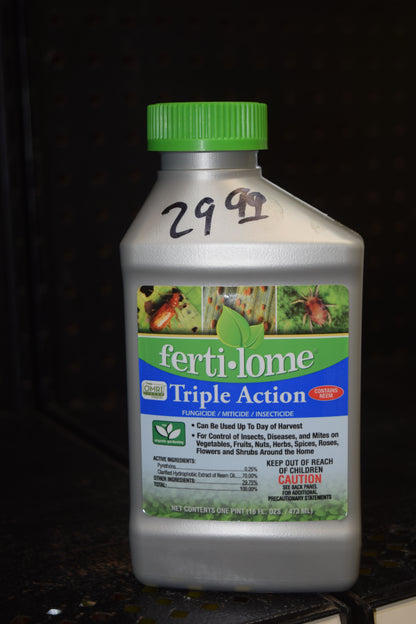 29 99
ferti•lome
OMRI
Triple Action
CONTAINS
NEEM
FUNGICIDE / MITICIDE / INSECTICIDE
organic gardening
• Can Be Used Up To Day of Harvest
• For Control of Insects, Diseases, and Mites on
Vegetables, Fruits, Nuts, Herbs, Spices, Roses,
Flowers and Shrubs Around the Home
ACTIVE INGREDIENTS:
Pyrethrins 0.25%
Clarified Hydrophobic Extract of Neem Oil 70.00%
OTHER INGREDIENTS: 29.75%
TOTAL: 100.00%
KEEP OUT OF REACH
OF CHILDREN
CAUTION
SEE BACK PANEL
FOR ADDITIONAL
PRECAUTIONARY STATEMENTS
NET CONTENTS ONE PINT (16 FL. OZS. / 473 ML)